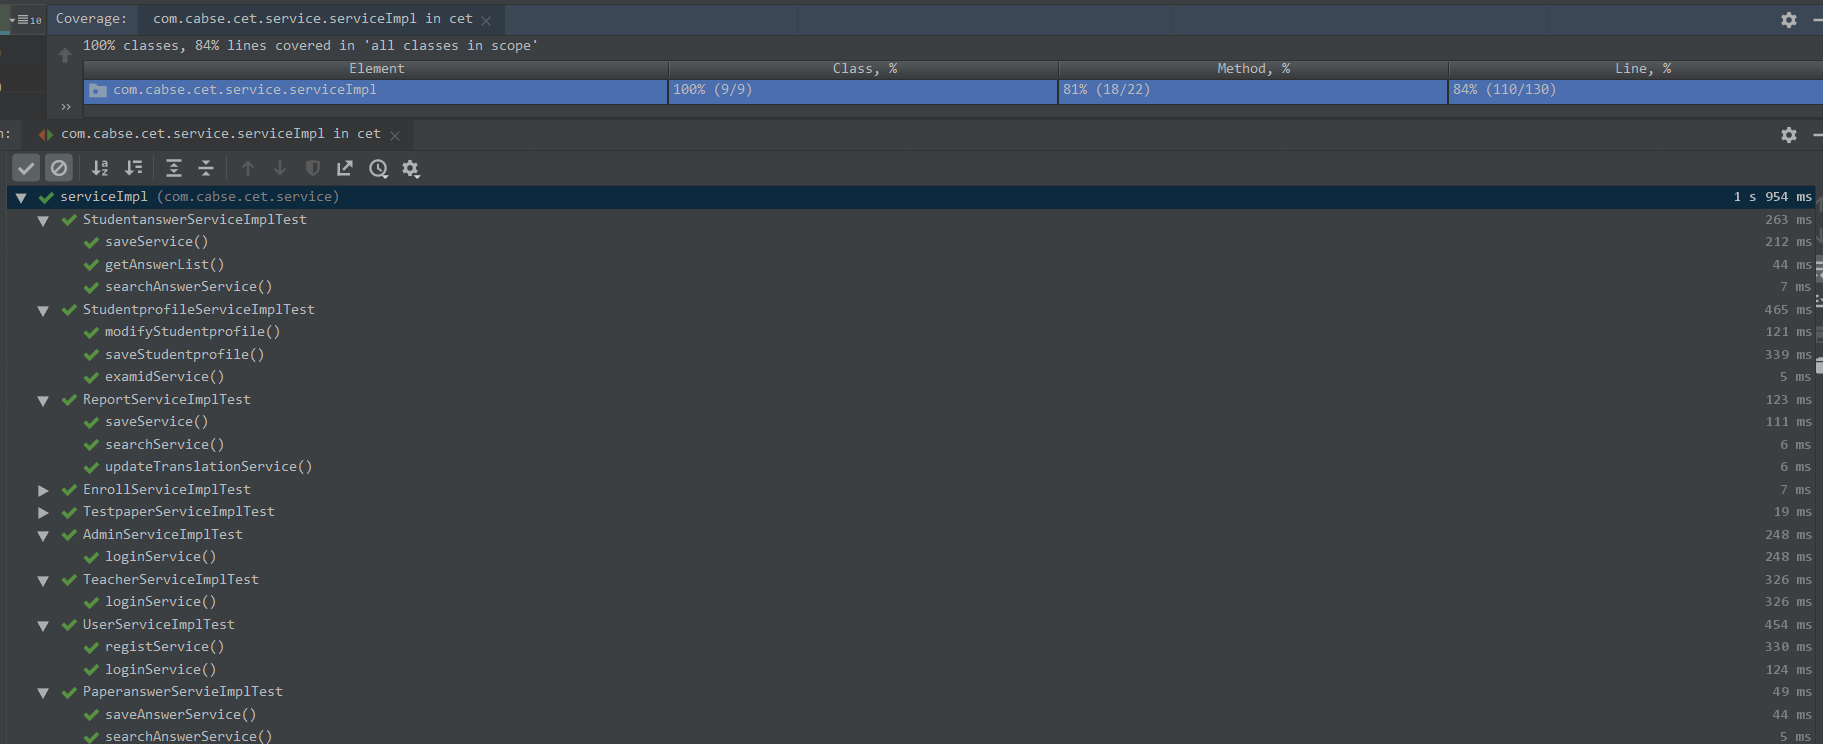 10 Coverage: com.cabse.cet.service.serviceImpl in cet
100% classes, 84% lines covered in 'all classes in scope'
Element Class, % Method, % Line, %
com.cabse.cet.service.serviceImpl 100% (9/9) 81% (18/22) 84% (110/130)
n: com.cabse.cet.service.serviceImpl in cet
serviceImpl (com.cabse.cet.service) 1 s 954 ms
StudentanswerServiceImplTest 263 ms
saveService() 212 ms
getAnswerList() 44 ms
searchAnswerService() 7 ms
StudentprofileServiceImplTest 465 ms
modifyStudentprofile() 121 ms
saveStudentprofile() 339 ms
examidService() 5 ms
ReportServiceImplTest 123 ms
saveService() 111 ms
searchService() 6 ms
updateTranslationService() 6 ms
EnrollServiceImplTest 7 ms
TestpaperServiceImplTest 19 ms
AdminServiceImplTest 248 ms
loginService() 248 ms
TeacherServiceImplTest 326 ms
loginService() 326 ms
UserServiceImplTest 454 ms
registService() 330 ms
loginService() 124 ms
PaperanswerServieImplTest 49 ms
saveAnswerService() 44 ms
searchAnswerService() 5 ms